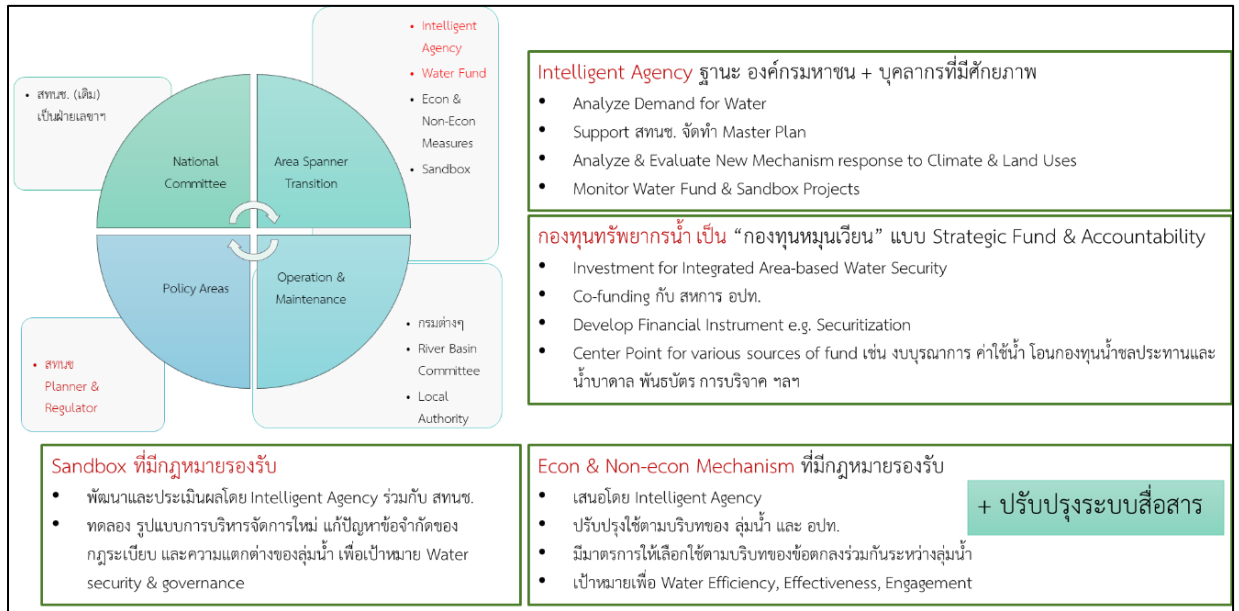 • สทนช. (เดิม)
เป็นฝ่ายเลขาฯ
National
Committee
Area Spanner
Transition
Policy Areas
Operation &
Maintenance
• Intelligent
Agency
• Water Fund
• Econ &
Non-Econ
Measures
• Sandbox
• สทนช
Planner &
Regulator
• กรมต่างๆ
• River Basin
Committee
• Local
Authority
Intelligent Agency ฐานะ องค์กรมหาชน + บุคลากรที่มีศักยภาพ
• Analyze Demand for Water
• Support สทนช. จัดทำ Master Plan
• Analyze & Evaluate New Mechanism response to Climate & Land Uses
• Monitor Water Fund & Sandbox Projects
กองทุนทรัพยากรน้ำ เป็น “กองทุนหมุนเวียน” แบบ Strategic Fund & Accountability
• Investment for Integrated Area-based Water Security
• Co-funding กับ สหการ อปท.
• Develop Financial Instrument e.g. Securitization
• Center Point for various sources of fund เช่น งบบูรณาการ ค่าใช้น้ำ โอนกองทุนน้ำชลประทานและ
น้ำบาดาล พันธบัตร การบริจาค ฯลฯ
Sandbox ที่มีกฎหมายรองรับ
• พัฒนาและประเมินผลโดย Intelligent Agency ร่วมกับ สทนช.
• ทดลอง รูปแบบการบริหารจัดการใหม่ แก้ปัญหาข้อจำกัดของ
กฎระเบียบ และความแตกต่างของลุ่มน้ำ เพื่อเป้าหมาย Water
security & governance
Econ & Non-econ Mechanism ที่มีกฎหมายรองรับ
• เสนอโดย Intelligent Agency
• ปรับปรุงใช้ตามบริบทของ ลุ่มน้ำ และ อปท.
• มีมาตรการให้เลือกใช้ตามบริบทของข้อตกลงร่วมกันระหว่างลุ่มน้ำ
• เป้าหมายเพื่อ Water Efficiency, Effectiveness, Engagement
+ ปรับปรุงระบบสื่อสาร